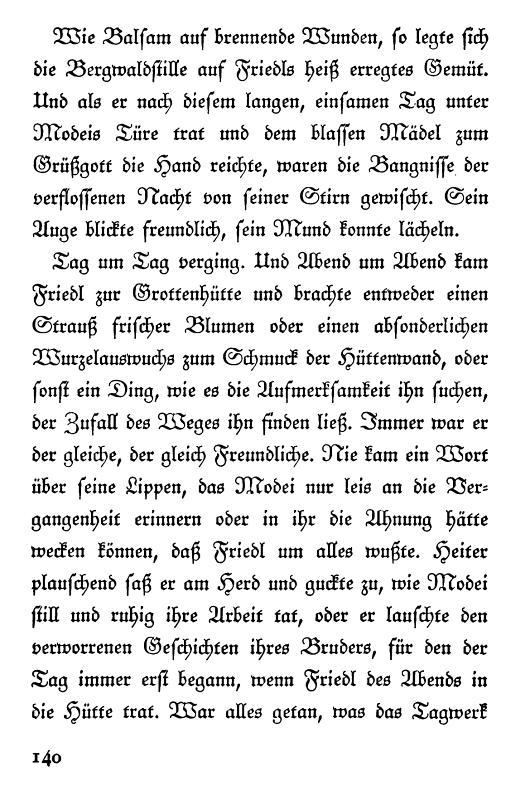 Wie Balsam auf brennende Wunden, so legte sich
die Bergwaldstille auf Friedls heiß erregtes Gemüt.
Und als er nach diesem langen, einsamen Tag unter
Modeis Türe trat und dem blassen Mädel zum
Grüßgott die Hand reichte, waren die Bangnisse der
verflossenen Nacht von seiner Stirn gewischt. Sein
Auge blickte freundlich, sein Mund konnte lächeln.
Tag um Tag verging. Und Abend um Abend kam
Friedl zur Grottenhütte und brachte entweder einen
Strauß frischer Blumen oder einen absonderlichen
Wurzelauswuchs zum Schmuck der Hüttenwand, oder
sonst ein Ding, wie es die Aufmerksamkeit ihn suchen,
der Zufall des Weges ihn finden ließ. Immer war er
der gleiche, der gleich Freundliche. Nie kam ein Wort
über seine Lippen, das Modei nur leis an die Ver-
gangenheit erinnern oder in ihr die Ahnung hätte
wecken können, daß Friedl um alles wußte. Heiter
plauschend saß er am Herd und guckte zu, wie Modei
still und ruhig ihre Arbeit tat, oder er lauschte den
verworrenen Geschichten ihres Bruders, für den der
Tag immer erst begann, wenn Friedl des Abends in
die Hütte trat. War alles getan, was das Tagwerk
140